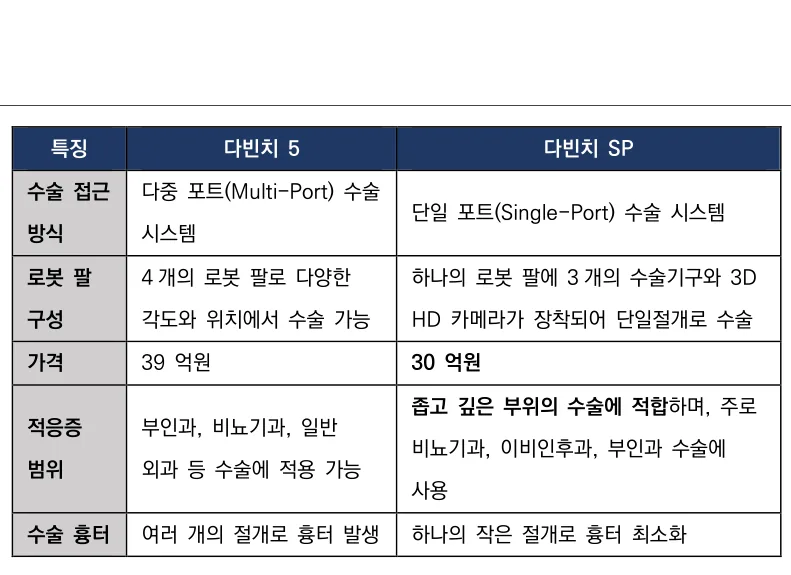 특징 다빈치 5 다빈치 SP
수술 접근
방식
다중 포트(Multi-Port) 수술
시스템
단일 포트(Single-Port) 수술 시스템
로봇 팔
구성
4개의 로봇 팔로 다양한
각도와 위치에서 수술 가능
하나의 로봇 팔에 3개의 수술기구와 3D
HD 카메라가 장착되어 단일절개로 수술
가격 39 억원 30 억원
적응증
범위
부인과, 비뇨기과, 일반
외과 등 수술에 적용 가능
좁고 깊은 부위의 수술에 적합하며, 주로
비뇨기과, 이비인후과, 부인과 수술에
사용
수술 흉터 여러 개의 절개로 흉터 발생 하나의 작은 절개로 흉터 최소화